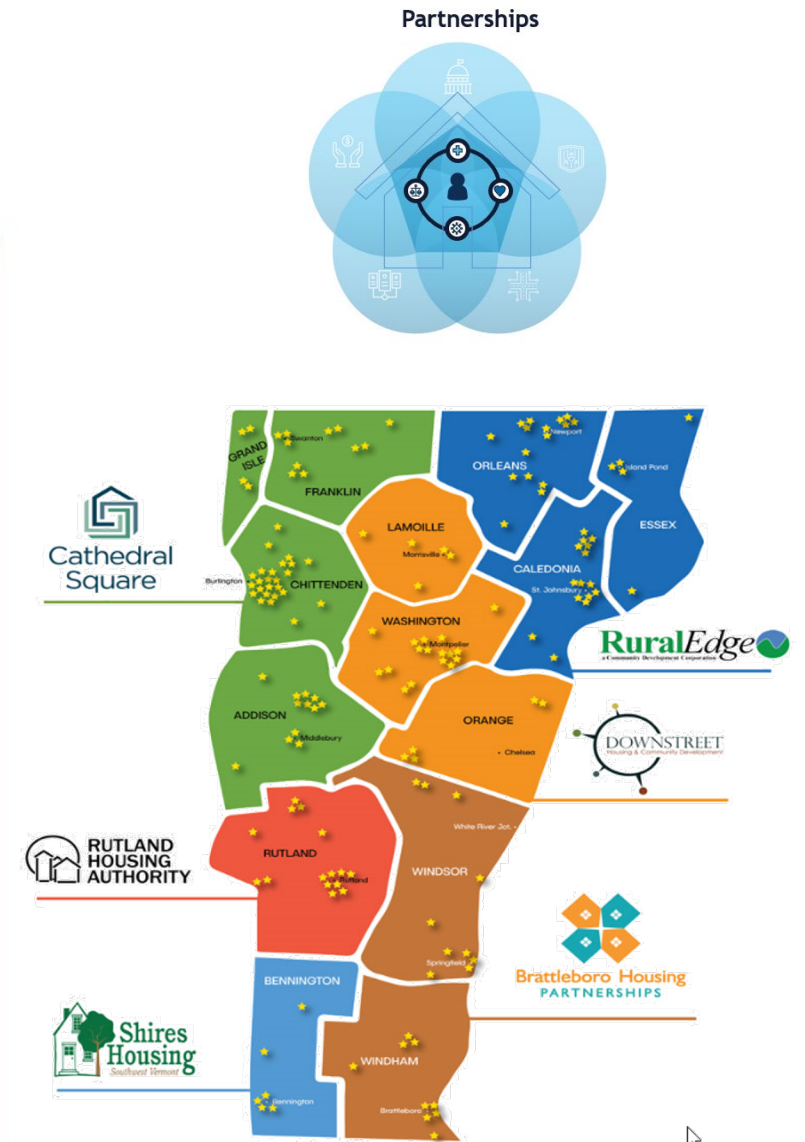 Partnerships
GRAND
ISLE
Swanton
FRANKLIN
Newport
ORLEANS
Island Pond
ESSEX
Cathedral
Square
LAMOILLE
Morrisville
Burlington
CHITTENDEN
CALEDONIA
St. Johnsbury
WASHINGTON
Montpelier
RuralEdge
a Community Development Corporation
ADDISON
Middlebury
ORANGE
Chelsea
DOWNSTREET
Housing & Community Development
RUTLAND
HOUSING
AUTHORITY
RUTLAND
Rutland
White River Jct.
WINDSOR
Springfield
Brattleboro Housing
PARTNERSHIPS
BENNINGTON
Shires
Housing
Southwest Vermont
Bennington
WINDHAM
Brattleboro